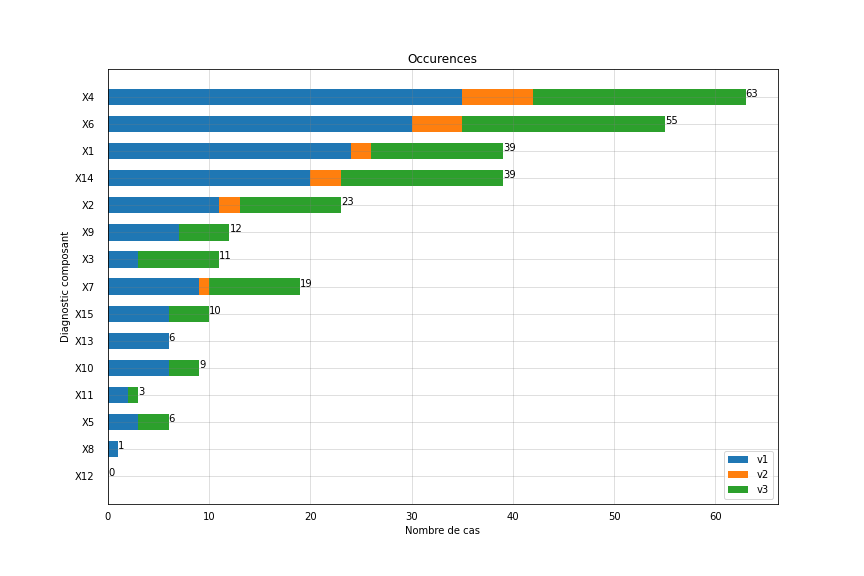 Occurences
X4 63
X6 55
X1 39
X14 39
X2 23
X9 12
X3 11
X7 19
X15 10
X13 6
X10 9
X11 3
X5 6
X8 1
X12 0
Diagnostic composant
v1
v2
v3
0 10 20 30 40 50 60
Nombre de cas